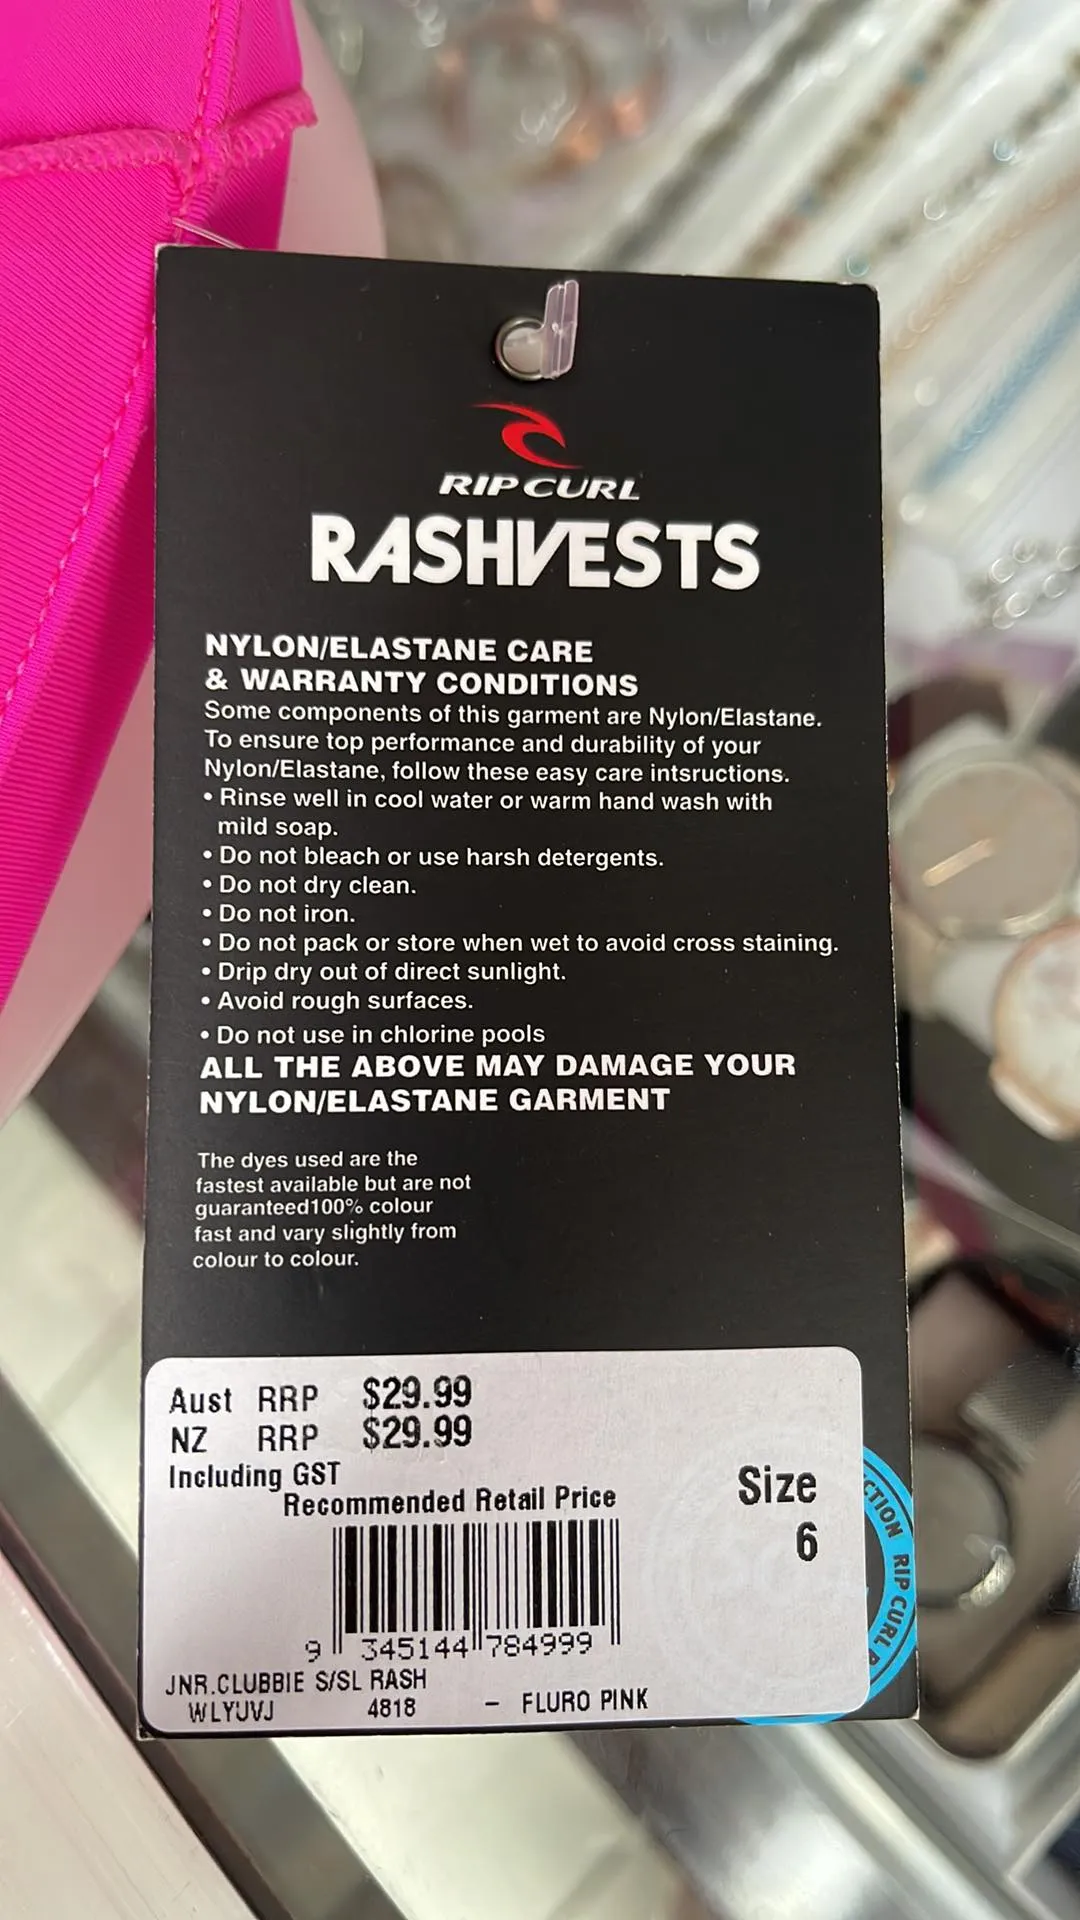 RIP CURL
RASHVESTS
NYLON/ELASTANE CARE
& WARRANTY CONDITIONS
Some components of this garment are Nylon/Elastane.
To ensure top performance and durability of your
Nylon/Elastane, follow these easy care intsructions.
• Rinse well in cool water or warm hand wash with
mild soap.
• Do not bleach or use harsh detergents.
• Do not dry clean.
• Do not iron.
• Do not pack or store when wet to avoid cross staining.
• Drip dry out of direct sunlight.
• Avoid rough surfaces.
• Do not use in chlorine pools
ALL THE ABOVE MAY DAMAGE YOUR
NYLON/ELASTANE GARMENT
The dyes used are the
fastest available but are not
guaranteed100% colour
fast and vary slightly from
colour to colour.
Aust RRP $29.99
NZ RRP $29.99
Including GST
Recommended Retail Price
Size
6
9 345144 784999
JNR.CLUBBIE S/SL RASH
WLYUVJ 4818 - FLURO PINK
RIP CURL